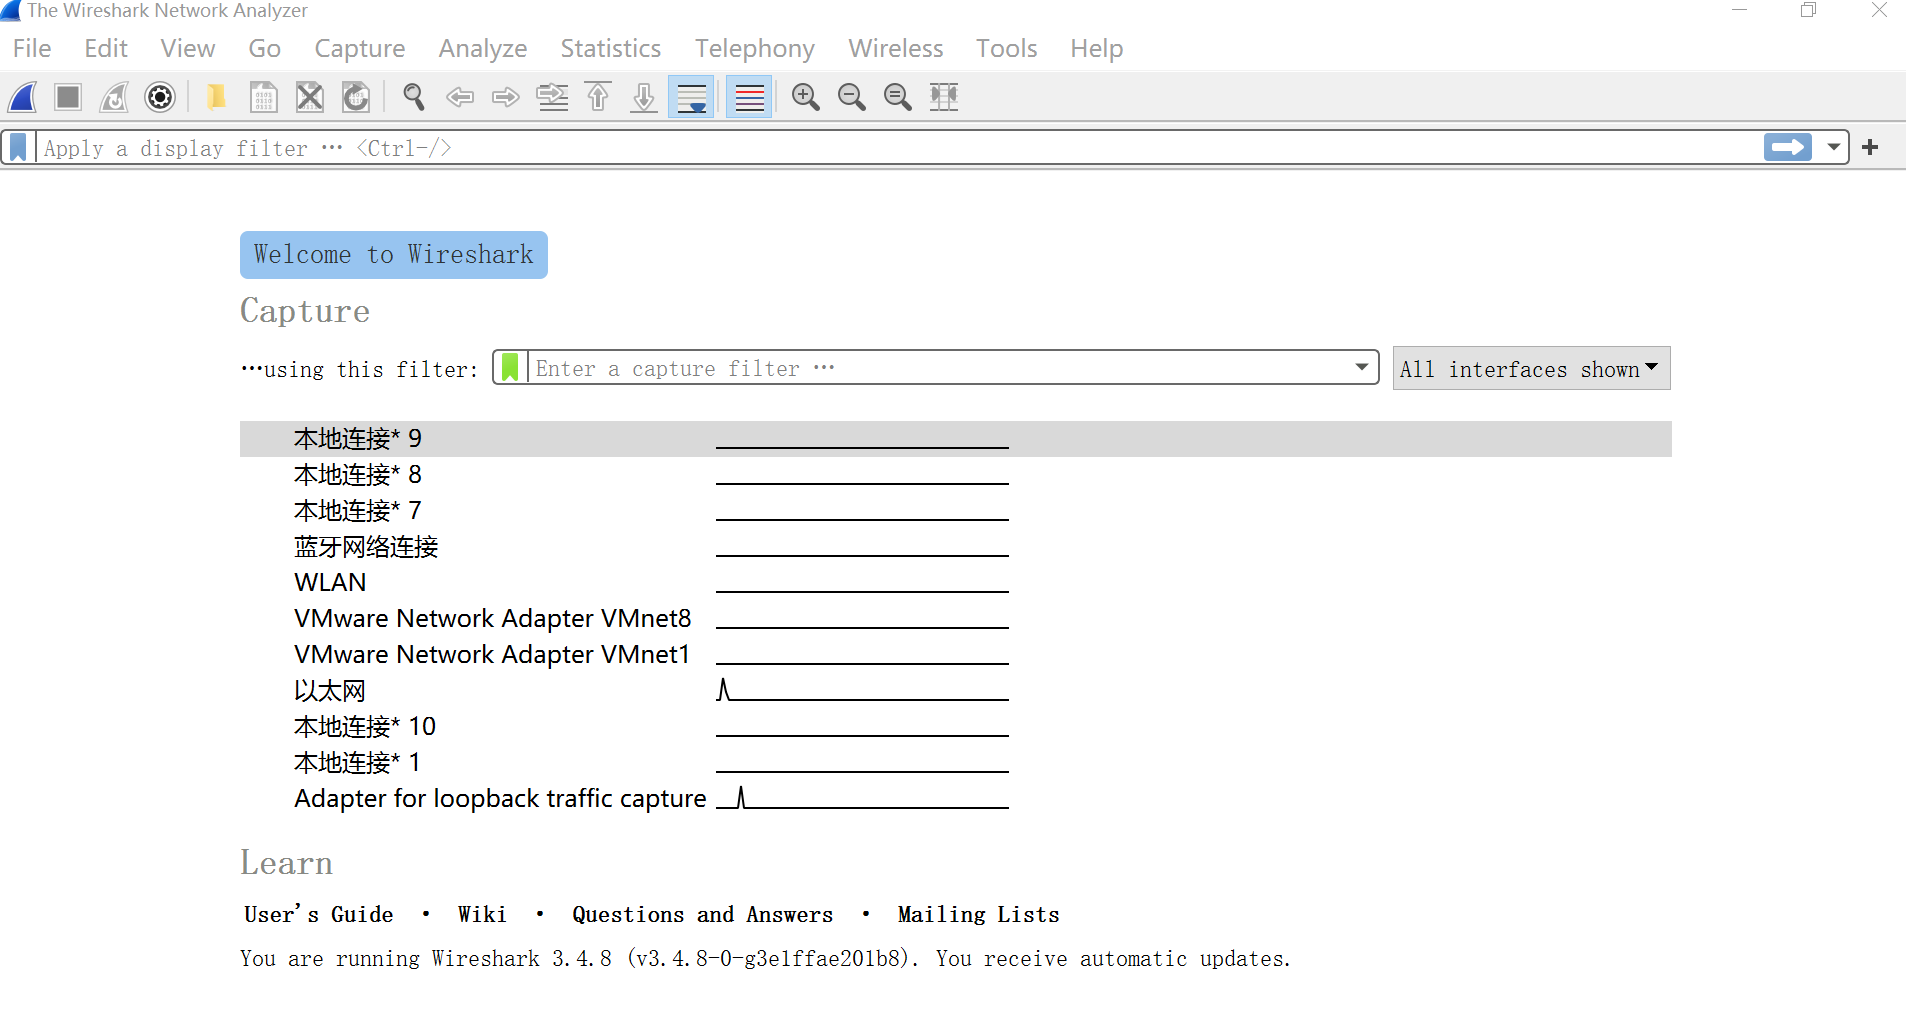 The Wireshark Network Analyzer
File Edit View Go Capture Analyze Statistics Telephony Wireless Tools Help
Apply a display filter … <Ctrl-/>
Welcome to Wireshark
Capture
…using this filter: Enter a capture filter … All interfaces shown
本地连接* 9
本地连接* 8
本地连接* 7
蓝牙网络连接
WLAN
VMware Network Adapter VMnet8
VMware Network Adapter VMnet1
以太网
本地连接* 10
本地连接* 1
Adapter for loopback traffic capture
Learn
User's Guide · Wiki · Questions and Answers · Mailing Lists
You are running Wireshark 3.4.8 (v3.4.8-0-g3e1ffae201b8). You receive automatic updates.